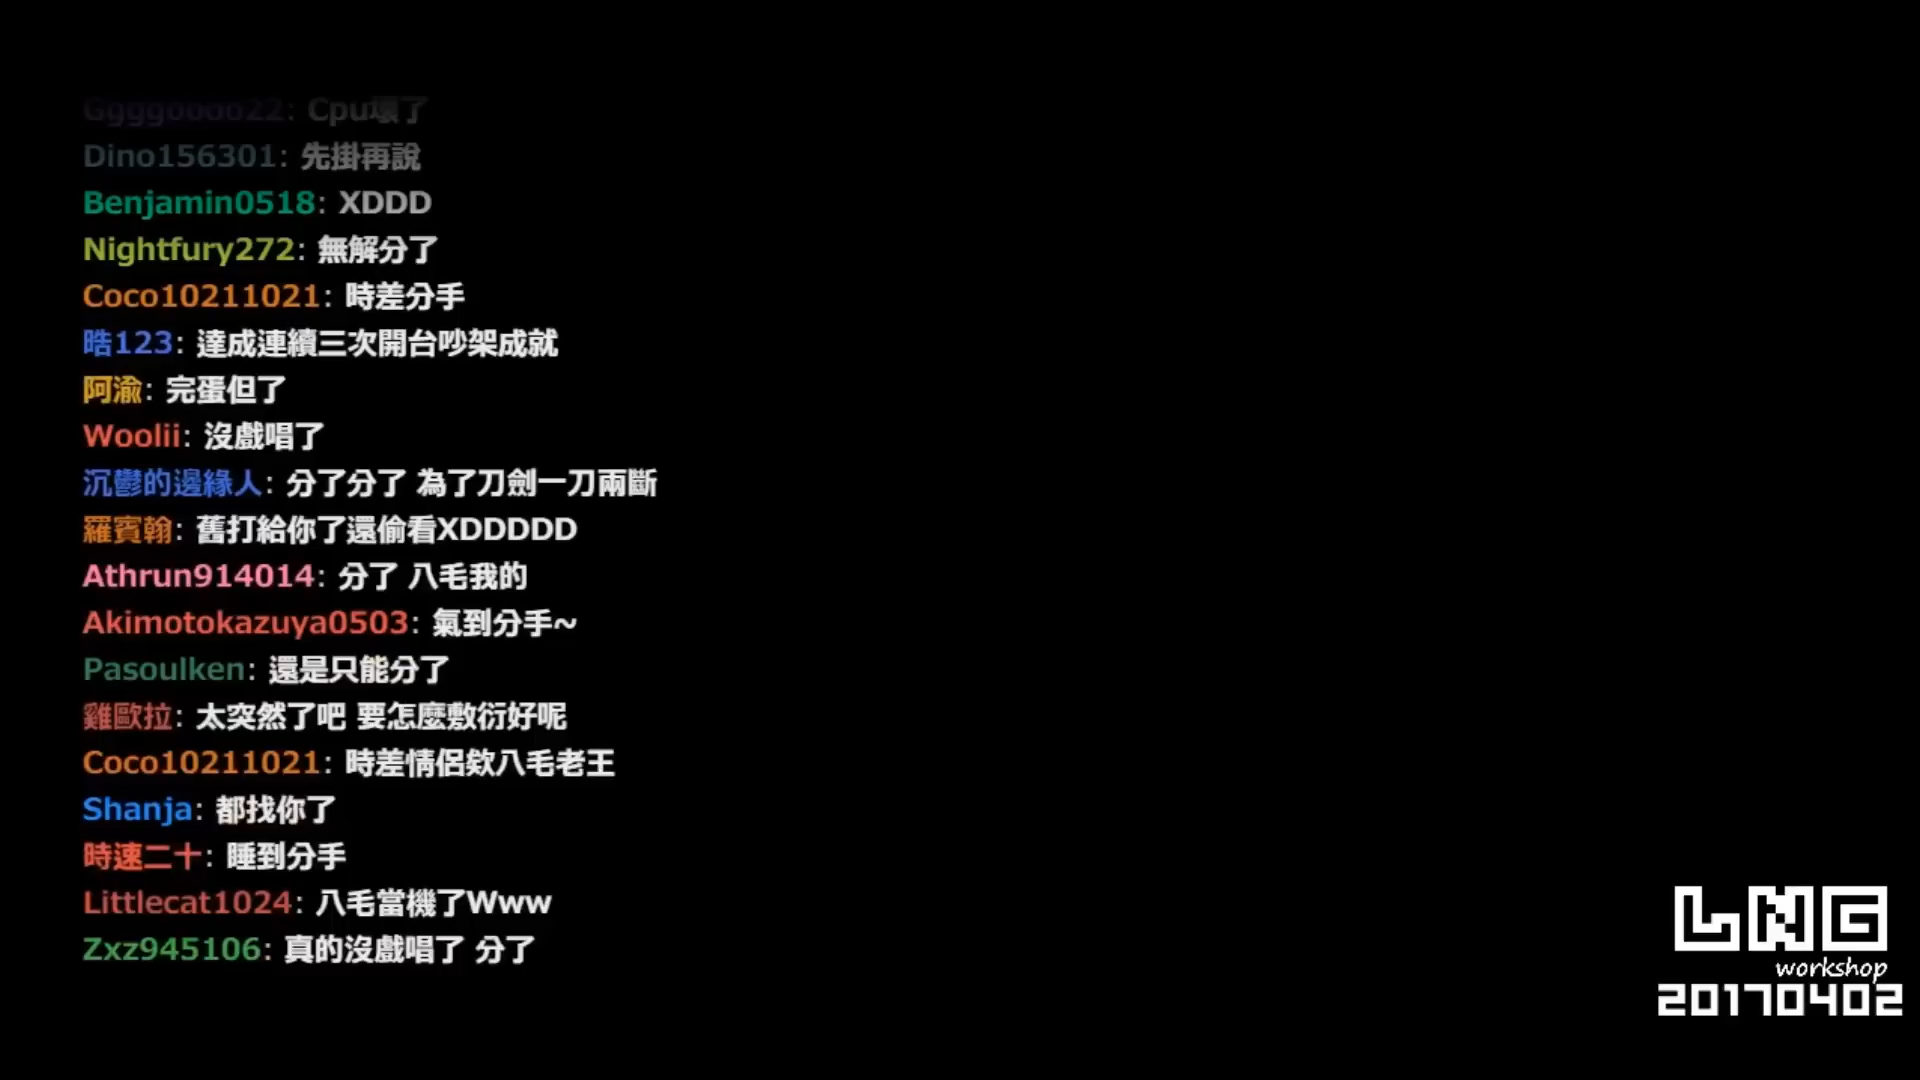 Ggggoooo22: Cpu壞了
Dino156301: 先掛再說
Benjamin0518: XDDD
Nightfury272: 無解分了
Coco10211021: 時差分手
晧123: 達成連續三次開台吵架成就
阿渝: 完蛋但了
Woolii: 沒戲唱了
沉鬱的邊緣人: 分了分了 為了刀劍一刀兩斷
羅賓翰: 舊打給你了還偷看XDDDDD
Athrun914014: 分了 八毛我的
Akimotokazuya0503: 氣到分手~
Pasoulken: 還是只能分了
雞歐拉: 太突然了吧 要怎麼敷衍好呢
Coco10211021: 時差情侶欸八毛老王
Shanja: 都找你了
時速二十: 睡到分手
Littlecat1024: 八毛當機了Www
Zxz945106: 真的沒戲唱了 分了
LNG
workshop
20170402